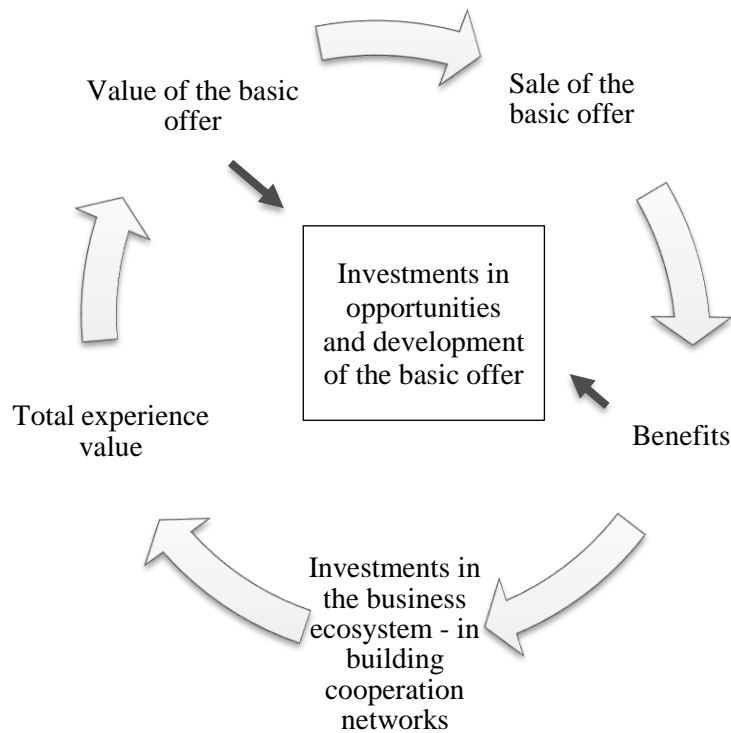 Value of the basic
offer
Sale of the
basic offer
Investments in
opportunities
and development
of the basic offer
Total experience
value
Benefits
Investments in
the business
ecosystem - in
building
cooperation
networks